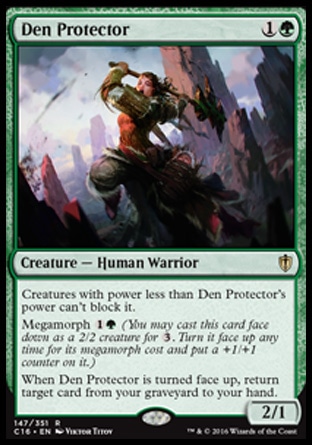 Den Protector 1
Creature — Human Warrior
Creatures with power less than Den Protector's
power can't block it.
Megamorph 1 (You may cast this card face
down as a 2/2 creature for 3. Turn it face up any
time for its megamorph cost and put a +1/+1
counter on it.)
When Den Protector is turned face up, return
target card from your graveyard to your hand.
2/1
147/351 R
C16 • EN Viktor Titov
™ & © 2016 Wizards of the Coast